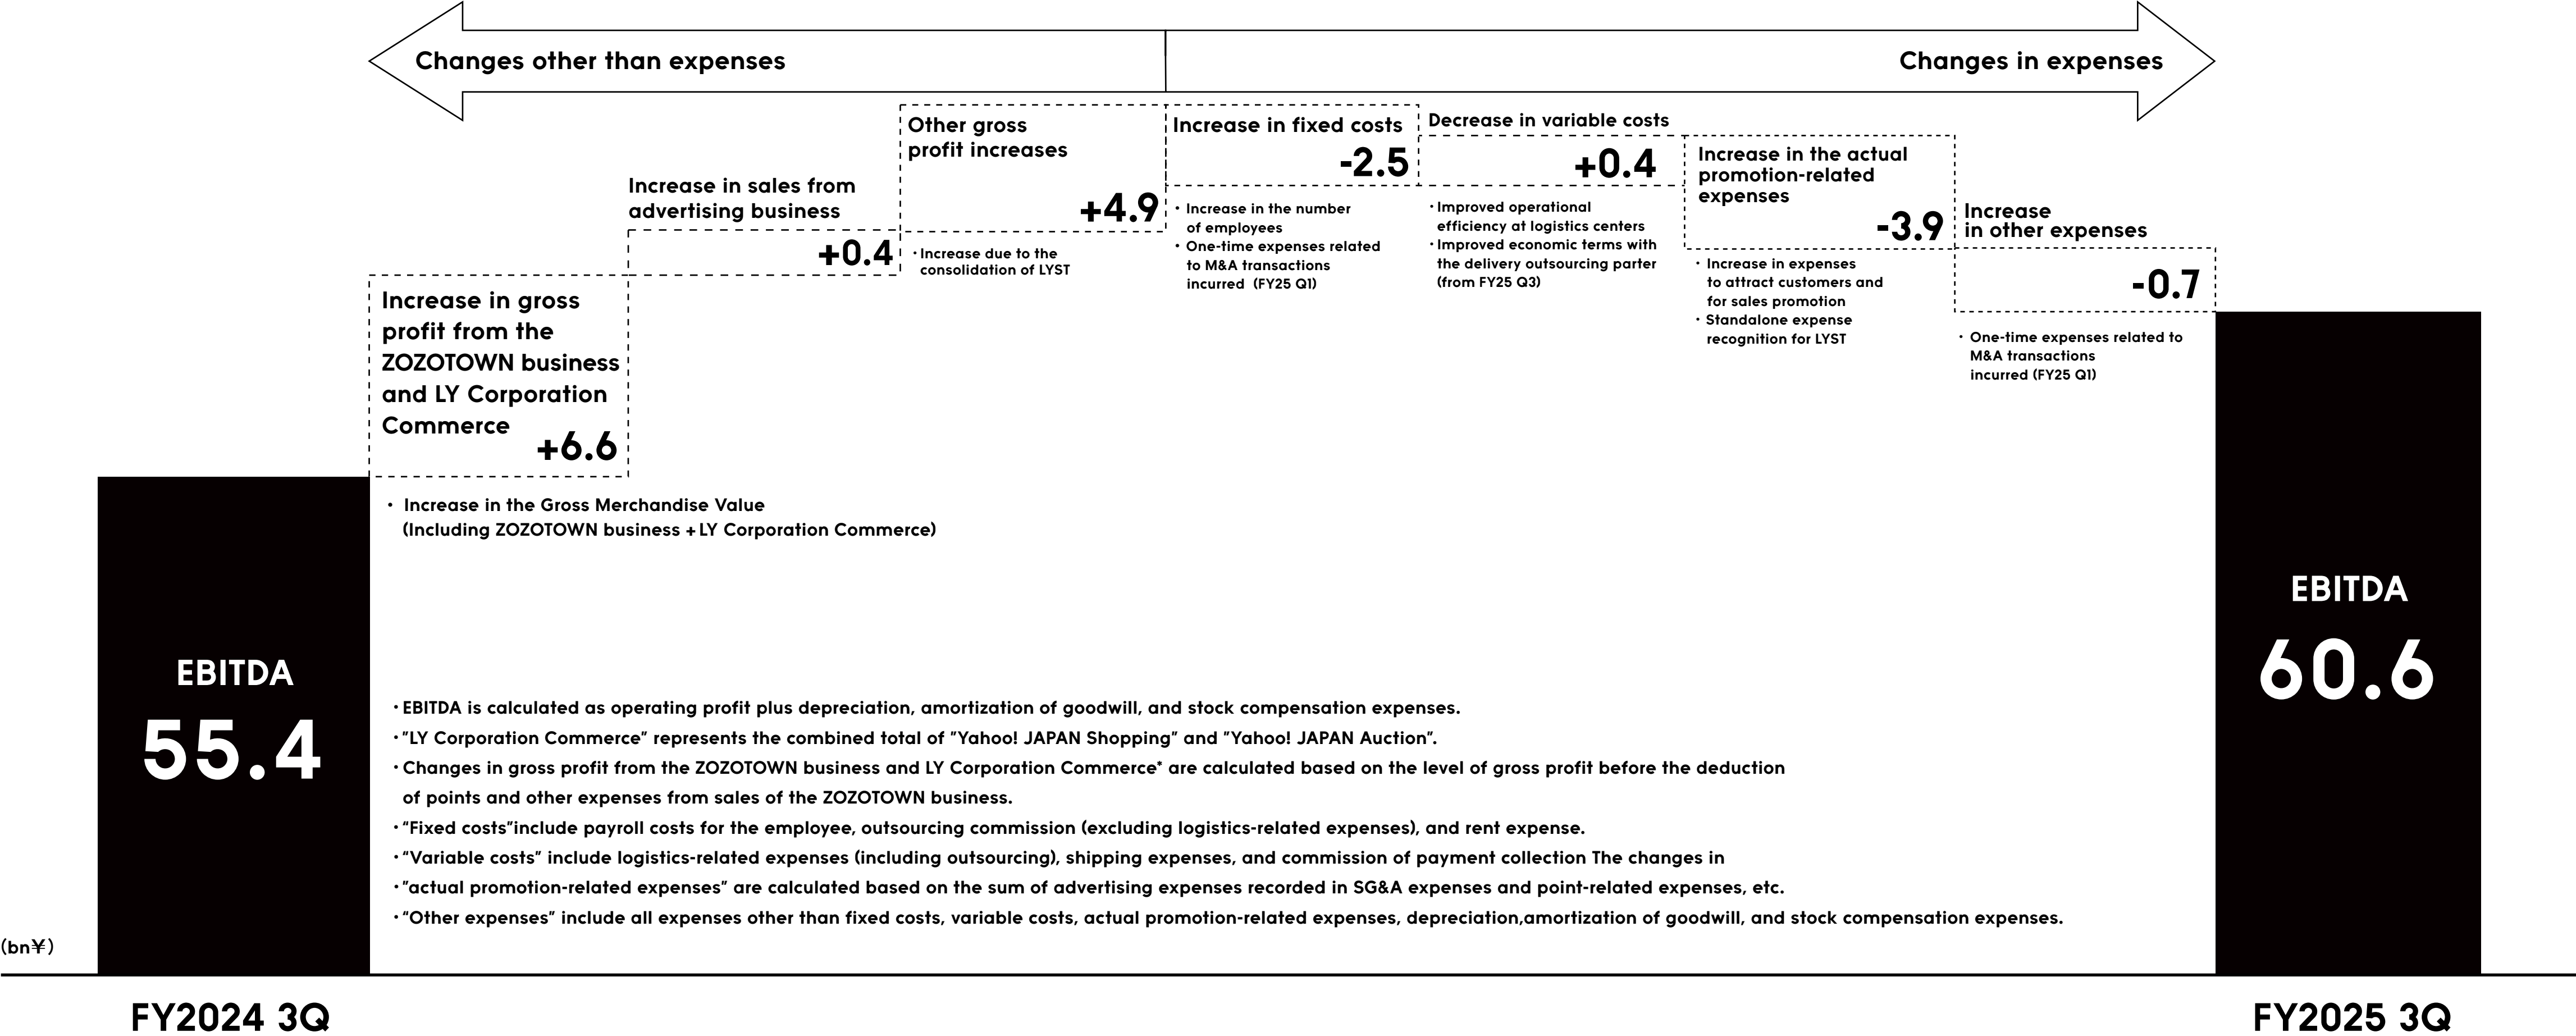 Changes other than expenses
Changes in expenses
Increase in gross
profit from the
ZOZOTOWN business
and LY Corporation
Commerce
+6.6
・ Increase in the Gross Merchandise Value
(Including ZOZOTOWN business +LY Corporation Commerce)
Increase in sales from
advertising business
+0.4
Other gross
profit increases
+4.9
・Increase due to the
consolidation of LYST
Increase in fixed costs
-2.5
・ Increase in the number
of employees
・ One-time expenses related
to M&A transactions
incurred (FY25 Q1)
Decrease in variable costs
+0.4
・Improved operational
efficiency at logistics centers
・Improved economic terms with
the delivery outsourcing parter
(from FY25 Q3)
Increase in the actual
promotion-related
expenses
-3.9
・ Increase in expenses
to attract customers and
for sales promotion
・ Standalone expense
recognition for LYST
Increase
in other expenses
-0.7
・ One-time expenses related to
M&A transactions
incurred (FY25 Q1)
EBITDA
55.4
EBITDA
60.6
・EBITDA is calculated as operating profit plus depreciation, amortization of goodwill, and stock compensation expenses.
・"LY Corporation Commerce" represents the combined total of "Yahoo! JAPAN Shopping" and "Yahoo! JAPAN Auction".
・Changes in gross profit from the ZOZOTOWN business and LY Corporation Commerce* are calculated based on the level of gross profit before the deduction
of points and other expenses from sales of the ZOZOTOWN business.
・"Fixed costs"include payroll costs for the employee, outsourcing commission (excluding logistics-related expenses), and rent expense.
・"Variable costs" include logistics-related expenses (including outsourcing), shipping expenses, and commission of payment collection The changes in
・"actual promotion-related expenses" are calculated based on the sum of advertising expenses recorded in SG&A expenses and point-related expenses, etc.
・"Other expenses" include all expenses other than fixed costs, variable costs, actual promotion-related expenses, depreciation,amortization of goodwill, and stock compensation expenses.
(bn¥)
FY2024 3Q
FY2025 3Q